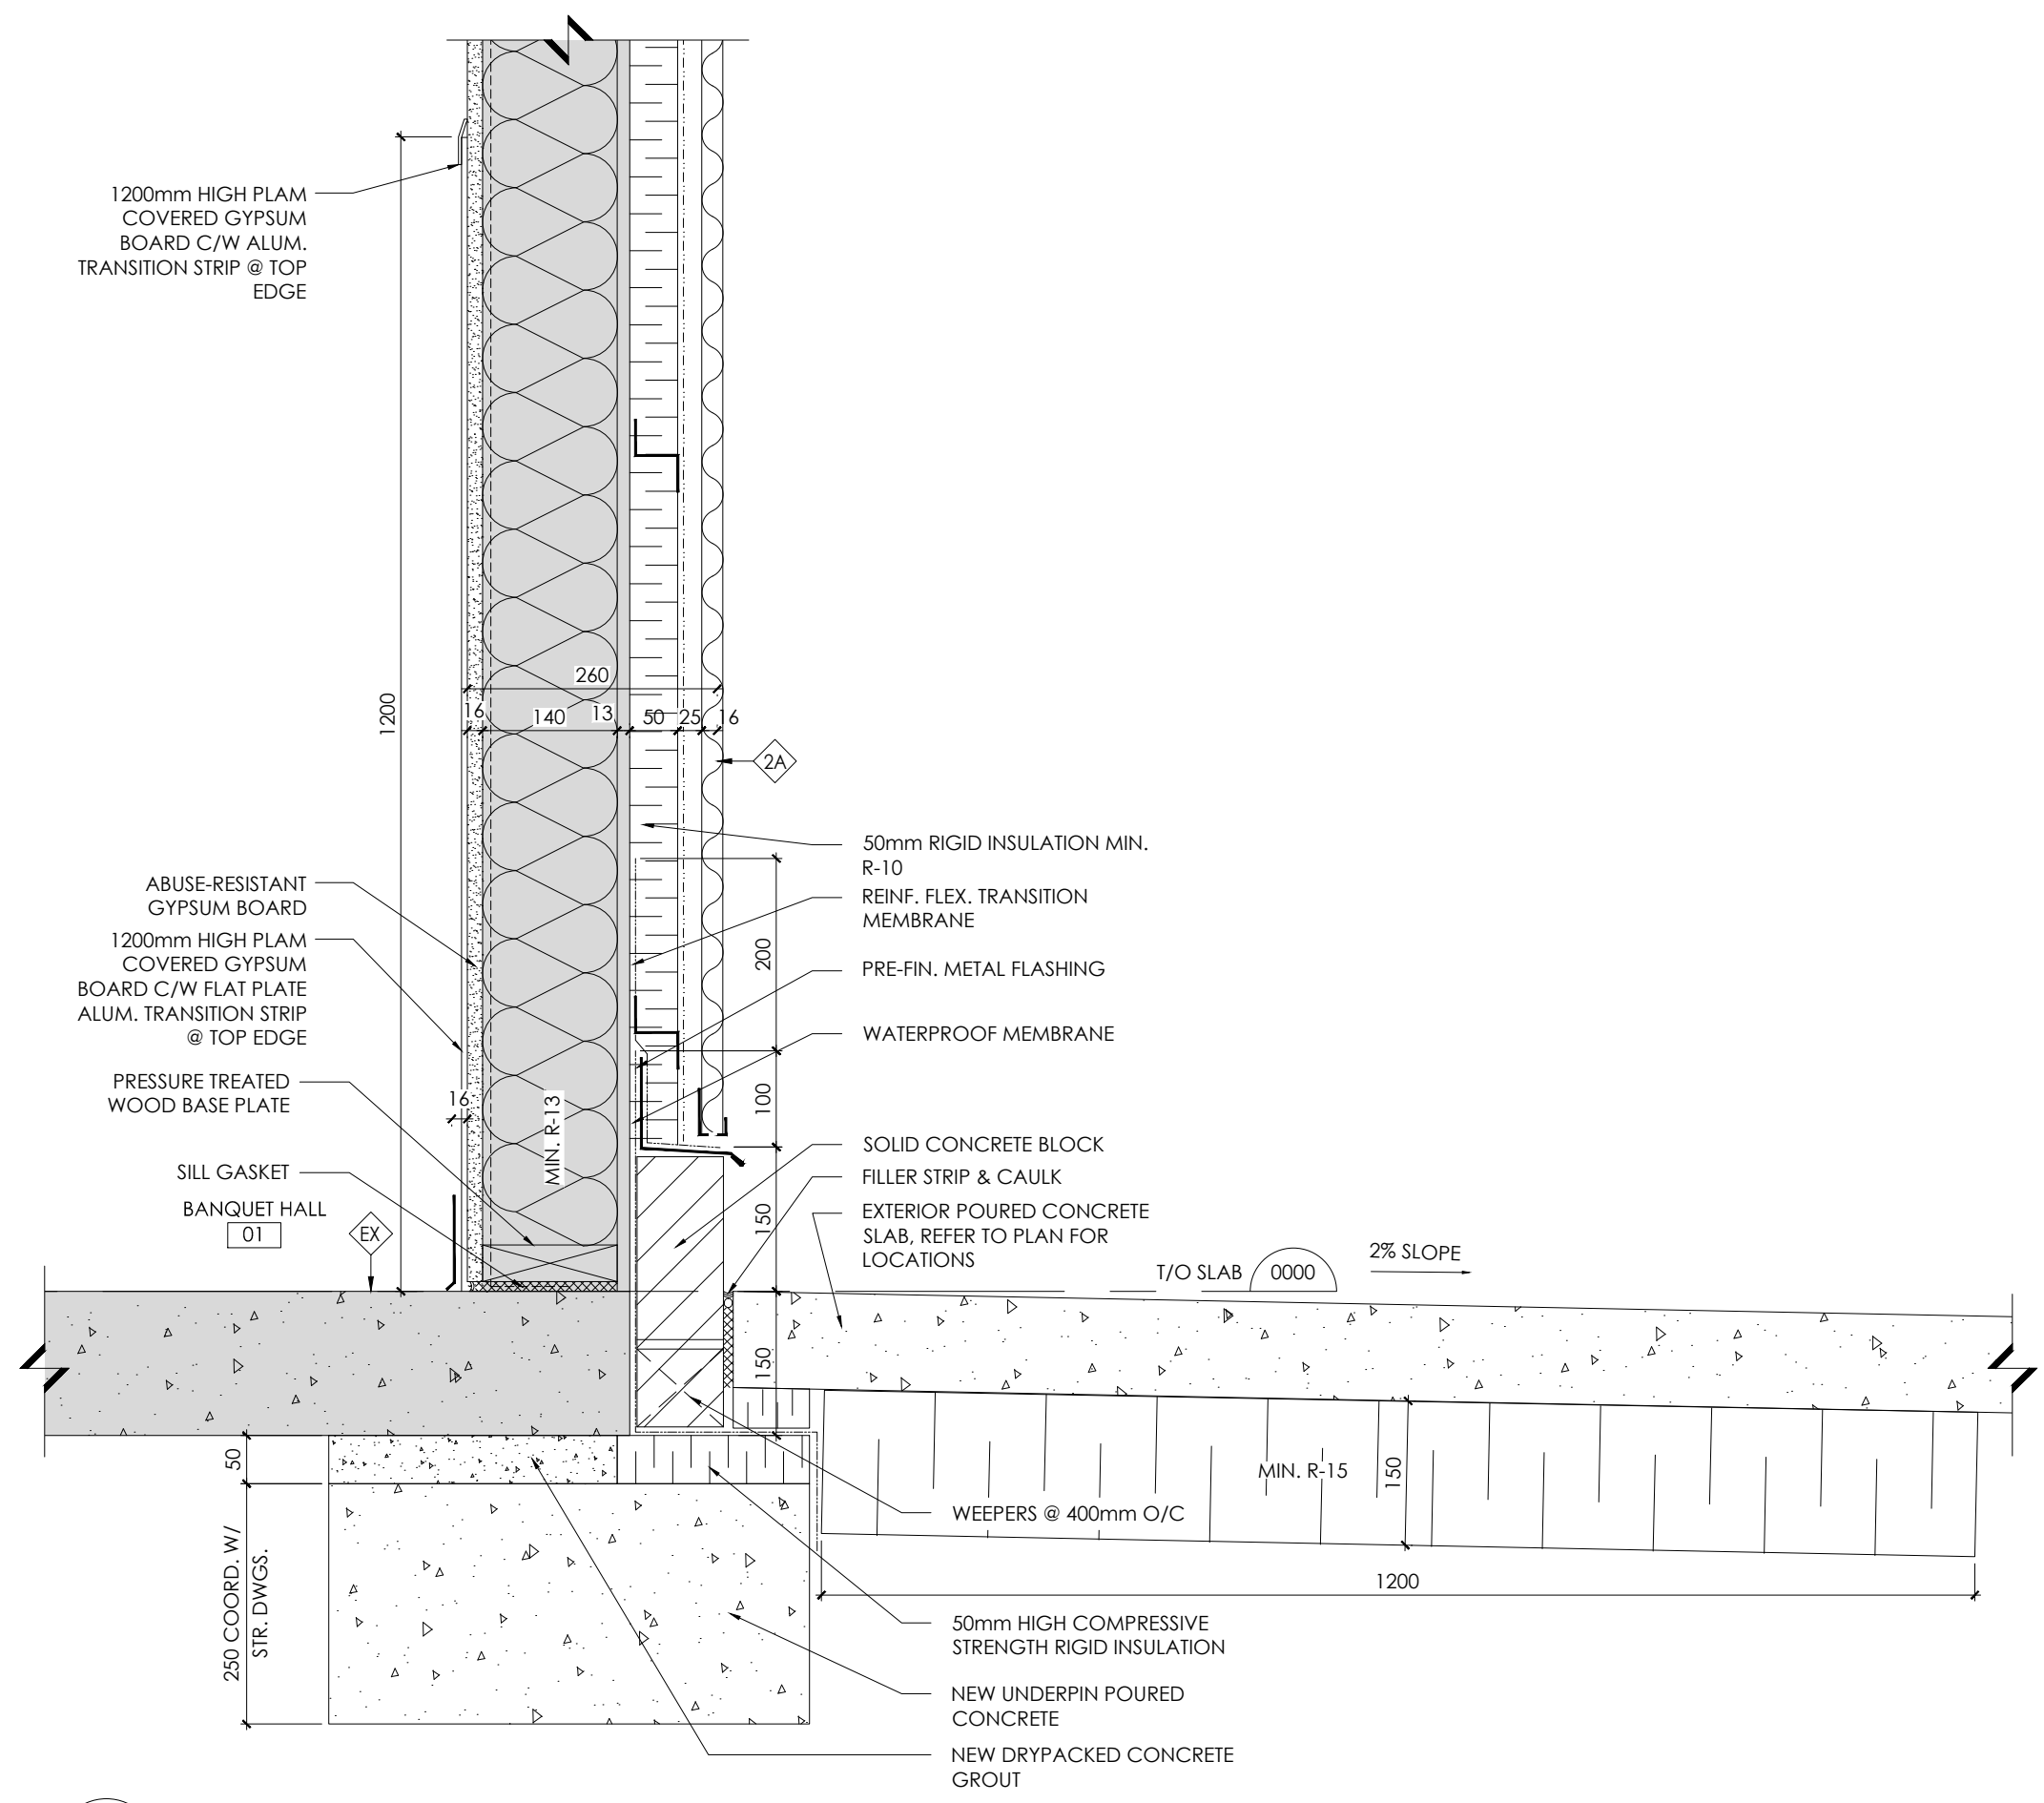 1200mm HIGH PLAM
COVERED GYPSUM
BOARD C/W ALUM.
TRANSITION STRIP @ TOP
EDGE
1200
260
16
140
13
50
25
16
2A
50mm RIGID INSULATION MIN.
R-10
REINF. FLEX. TRANSITION
MEMBRANE
PRE-FIN. METAL FLASHING
WATERPROOF MEMBRANE
SOLID CONCRETE BLOCK
FILLER STRIP & CAULK
EXTERIOR POURED CONCRETE
SLAB, REFER TO PLAN FOR
LOCATIONS
200
100
150
150
ABUSE-RESISTANT
GYPSUM BOARD
1200mm HIGH PLAM
COVERED GYPSUM
BOARD C/W FLAT PLATE
ALUM. TRANSITION STRIP
@ TOP EDGE
PRESSURE TREATED
WOOD BASE PLATE
16
MIN. R-13
SILL GASKET
BANQUET HALL
01
EX
T/O SLAB
0000
2% SLOPE
50
250 COORD. W/
STR. DWGS.
MIN. R-15
150
WEEPERS @ 400mm O/C
1200
50mm HIGH COMPRESSIVE
STRENGTH RIGID INSULATION
NEW UNDERPIN POURED
CONCRETE
NEW DRYPACKED CONCRETE
GROUT